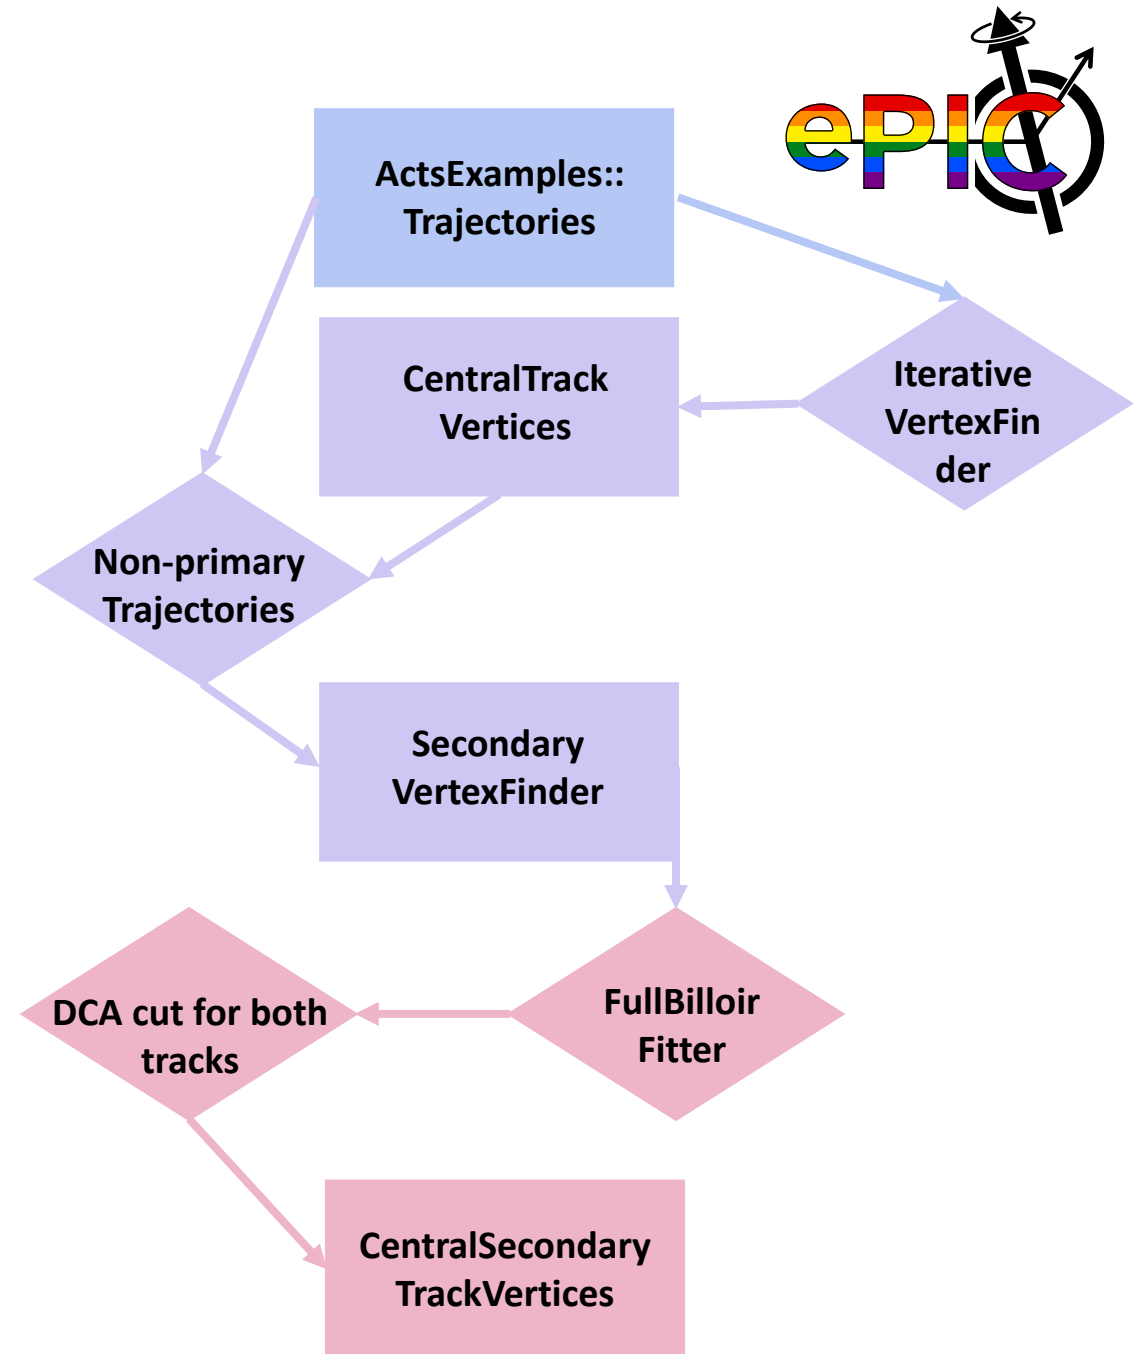 ePIC
ActsExamples::
Trajectories
CentralTrack
Vertices
Iterative
VertexFin
der
Non-primary
Trajectories
Secondary
VertexFinder
FullBilloir
Fitter
DCA cut for both
tracks
CentralSecondary
TrackVertices